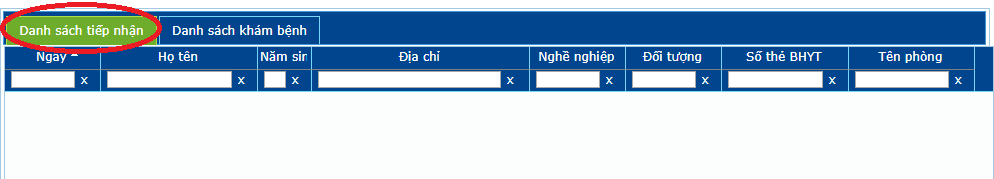 Danh sách tiếp nhận Danh sách khám bệnh
Ngày Họ tên Năm sin Địa chỉ Nghề nghiệp Đối tượng Số thẻ BHYT Tên phòng
x x x x x x x x